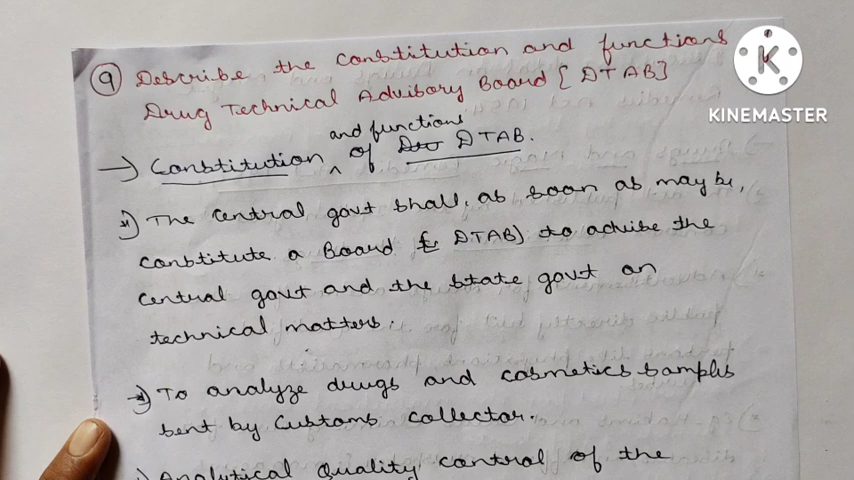 9 Describe the constitution and functions
Drug Technical Advisory Board [DTAB]
KINEMASTER
and functions
→ Constitution ^ of DTAB.
The central govt shall, as soon as may be,
constitute a Board [DTAB] to advise the
central govt and the state govt on
technical matters.
To analyze drugs and cosmetics samples
sent by Customs collector.
Analytical quality control of the